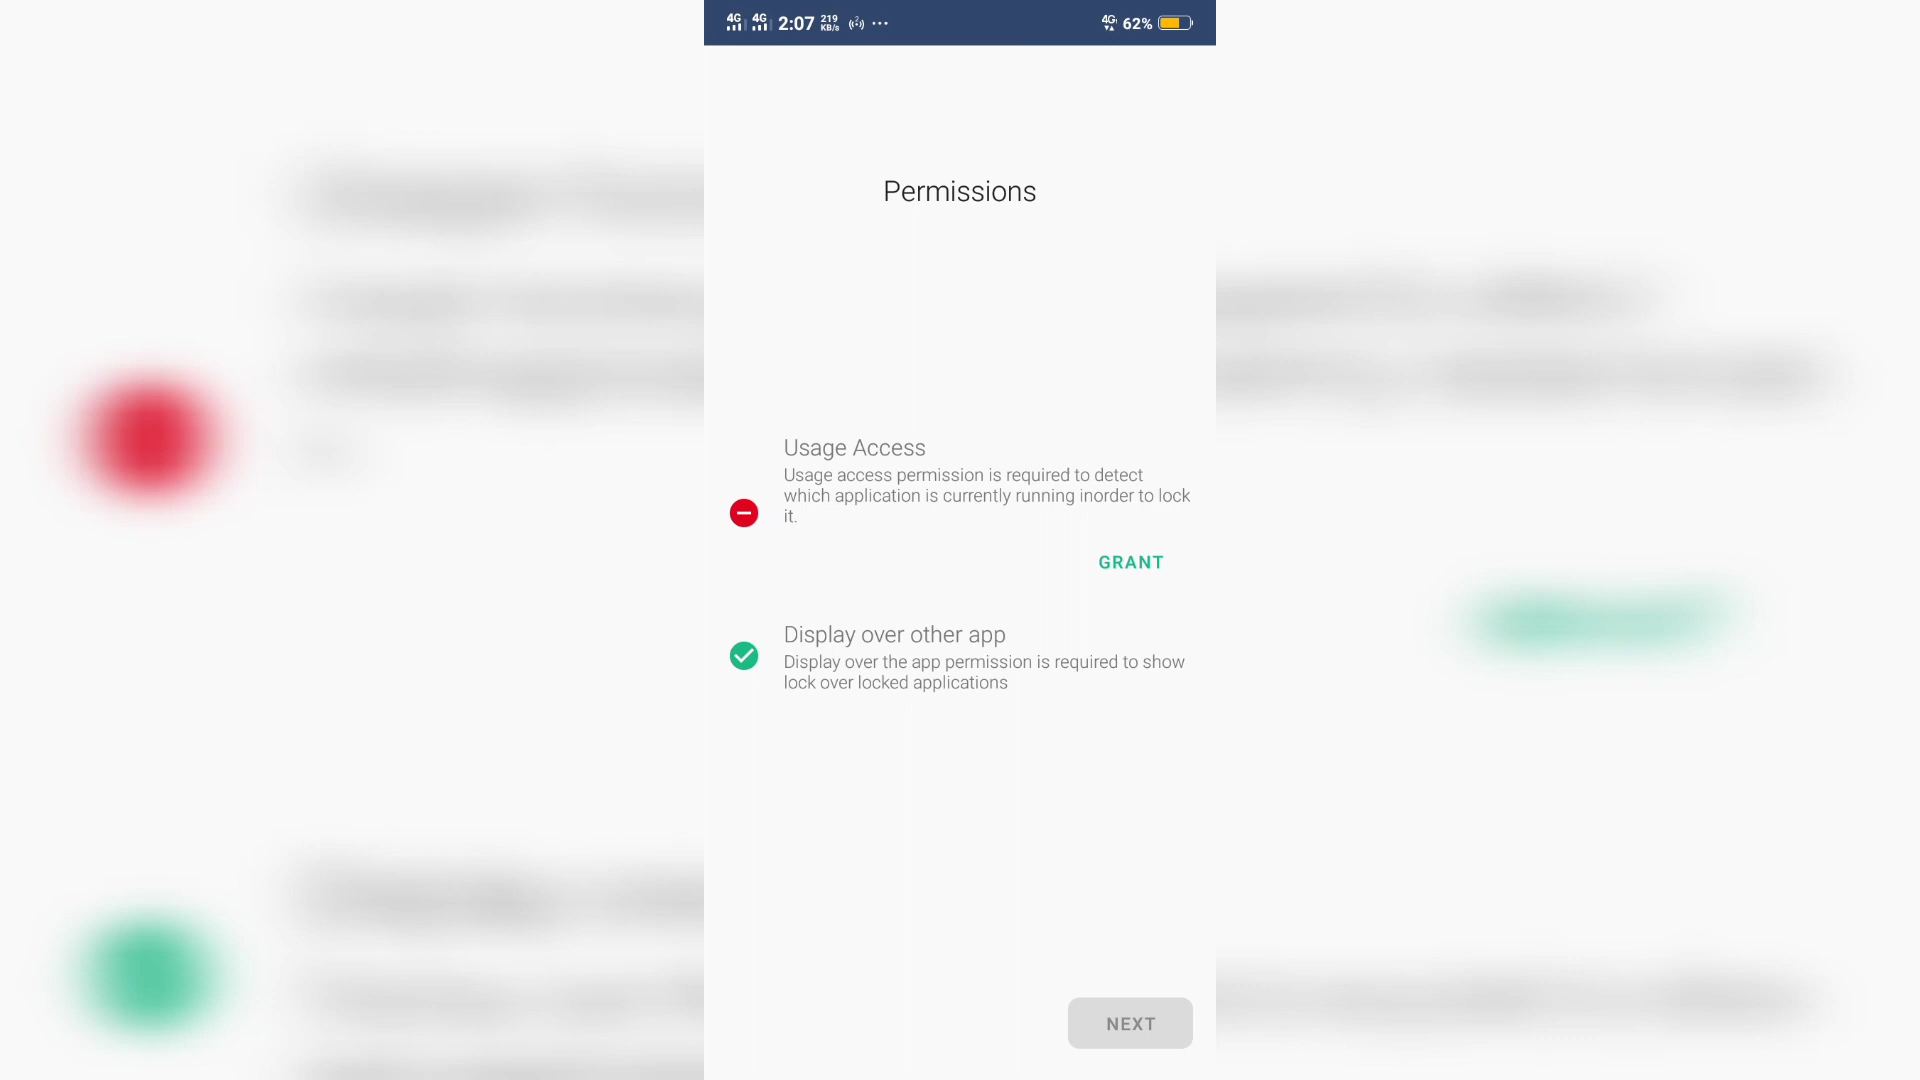 4G 4G 2:07 219 KB/s ... 4G 62%
Permissions
Usage Access
Usage access permission is required to detect
which application is currently running inorder to lock
it.
GRANT
Display over other app
Display over the app permission is required to show
lock over locked applications
NEXT